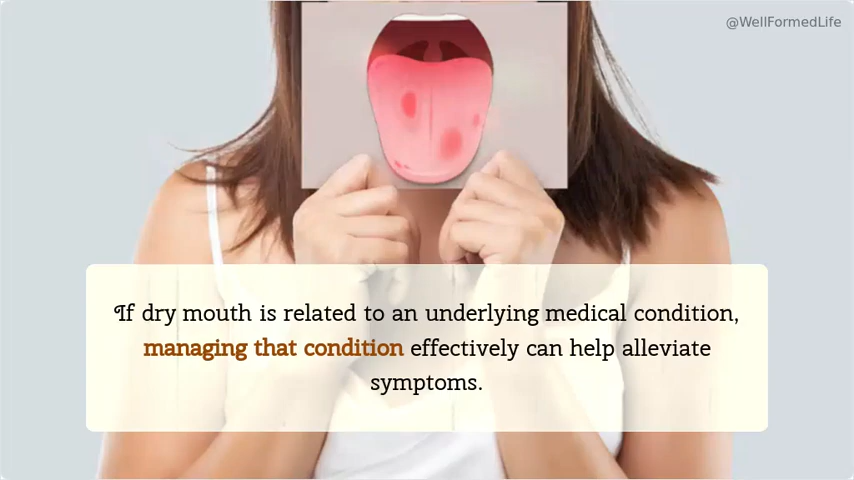 @WellFormedLife
If dry mouth is related to an underlying medical condition,
managing that condition effectively can help alleviate
symptoms.